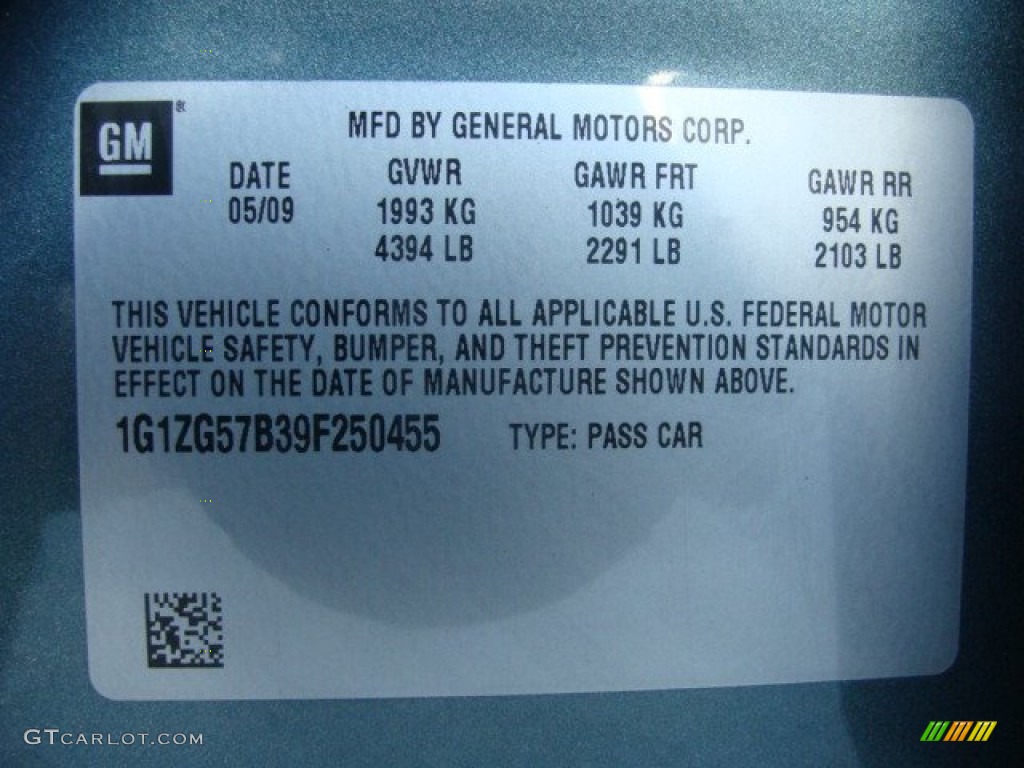 GM ®
MFD BY GENERAL MOTORS CORP.
DATE GVWR GAWR FRT GAWR RR
05/09 1993 KG 1039 KG 954 KG
4394 LB 2291 LB 2103 LB
THIS VEHICLE CONFORMS TO ALL APPLICABLE U.S. FEDERAL MOTOR
VEHICLE SAFETY, BUMPER, AND THEFT PREVENTION STANDARDS IN
EFFECT ON THE DATE OF MANUFACTURE SHOWN ABOVE.
1G1ZG57B39F250455 TYPE: PASS CAR
GTCARLOT.COM